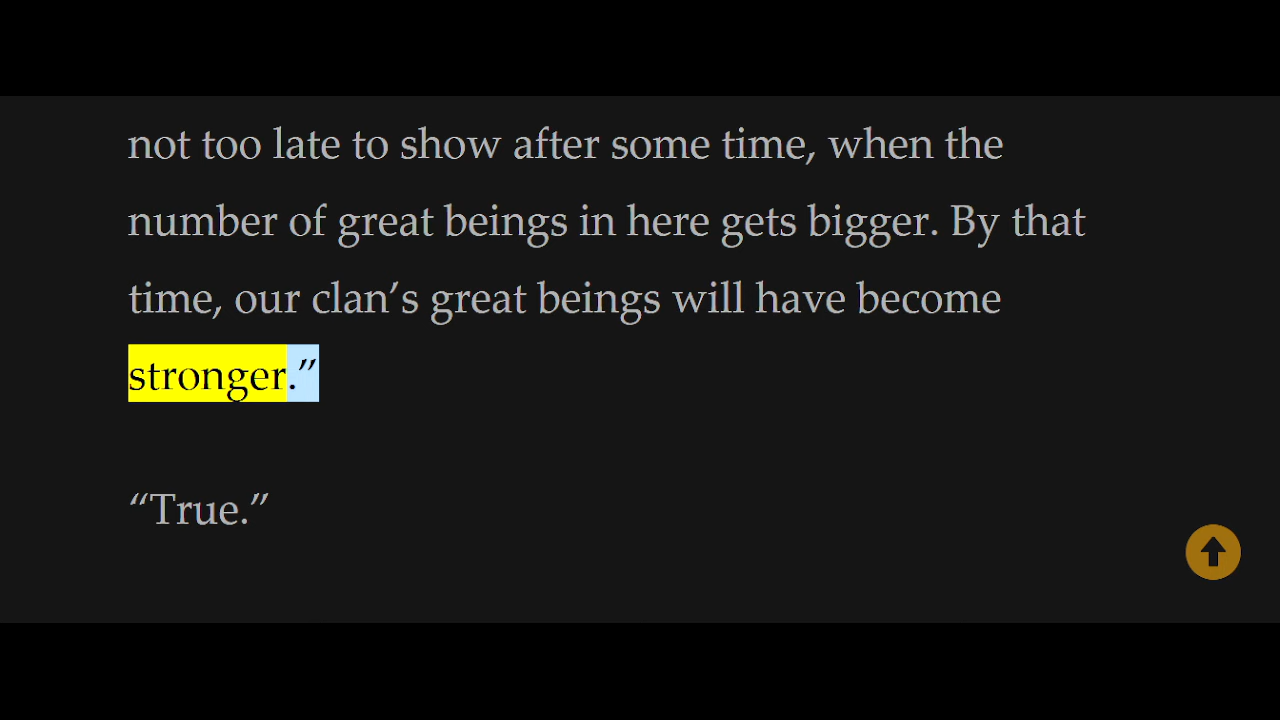 not too late to show after some time, when the
number of great beings in here gets bigger. By that
time, our clan’s great beings will have become
stronger.”
“True.”